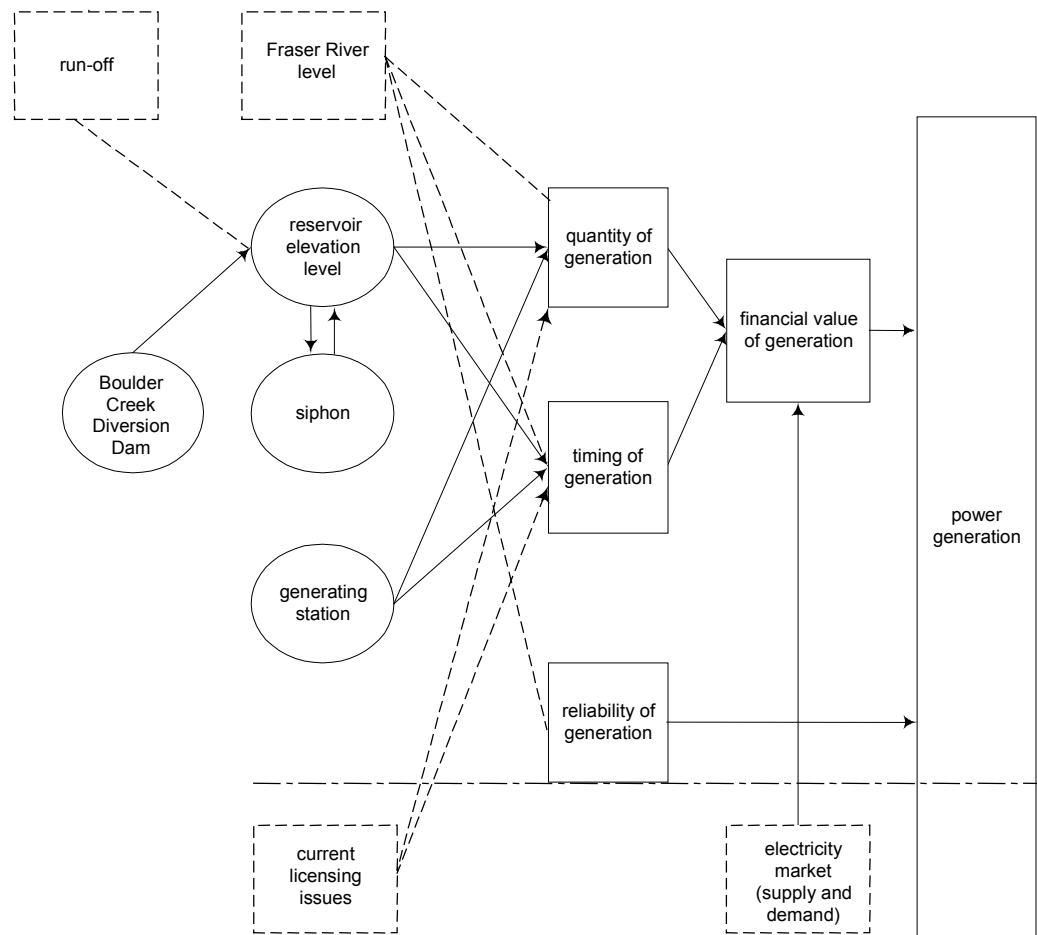 run-off
Fraser River
level
reservoir
elevation
level
quantity of
generation
financial value
of generation
Boulder
Creek
Diversion
Dam
siphon
timing of
generation
power
generation
generating
station
reliability of
generation
current
licensing
issues
electricity
market
(supply and
demand)